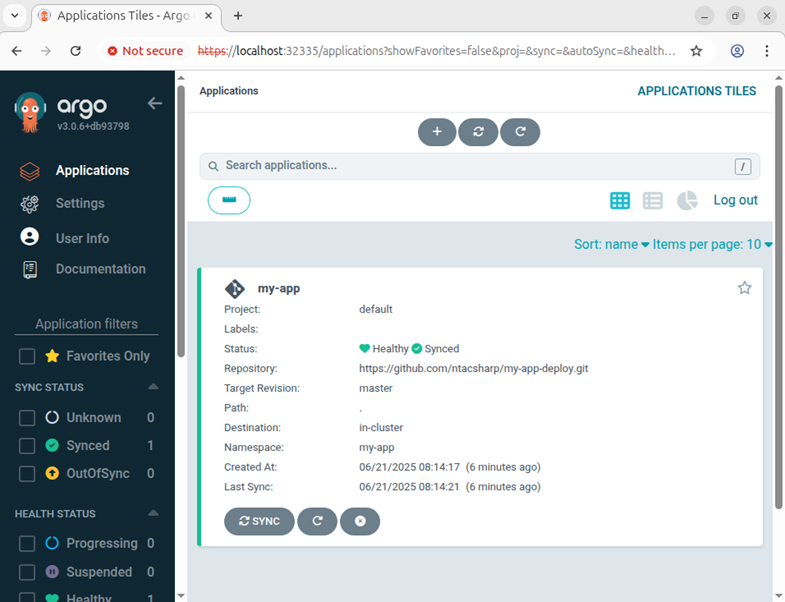 Applications Tiles - Argo
Not secure
https://localhost:32335/applications?showFavorites=false&proj=&sync=&autoSync=&health...
argo
v3.0.6+db93798
Applications
Settings
User Info
Documentation
Application filters
Favorites Only
SYNC STATUS
Unknown 0
Synced 1
OutOfSync 0
HEALTH STATUS
Progressing 0
Suspended 0
Healthy 1
Applications
APPLICATIONS TILES
Search applications...
/
Log out
Sort: name Items per page: 10
my-app
Project: default
Labels:
Status: Healthy Synced
Repository: https://github.com/ntacsharp/my-app-deploy.git
Target Revision: master
Path: .
Destination: in-cluster
Namespace: my-app
Created At: 06/21/2025 08:14:17 (6 minutes ago)
Last Sync: 06/21/2025 08:14:21 (6 minutes ago)
SYNC